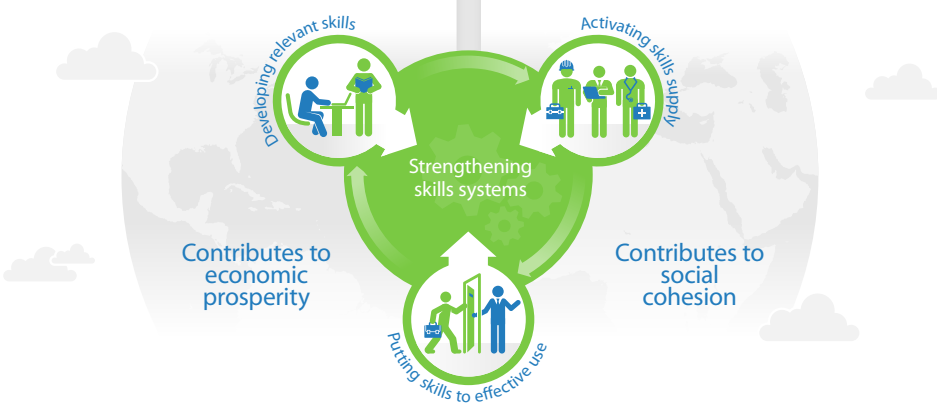 Developing relevant skills
Activating skills supply
Strengthening
skills systems
Contributes to
economic
prosperity
Contributes to
social
cohesion
Putting skills to effective use